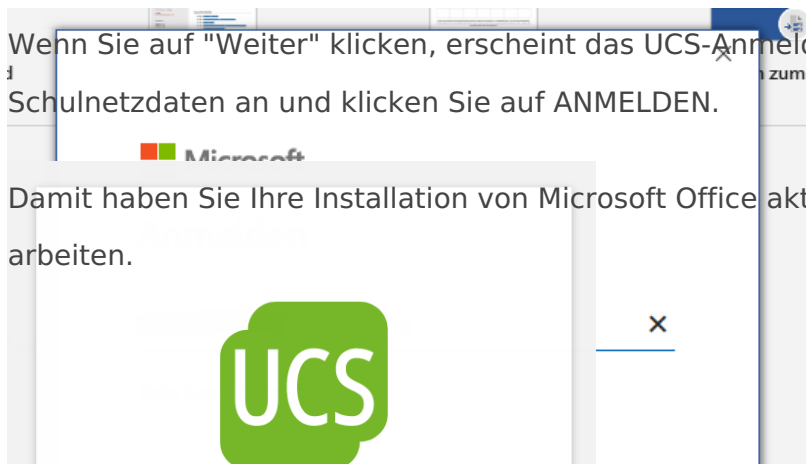 Wenn Sie auf "Weiter" klicken, erscheint das UCS-Anmeld
n zum
Schulnetzdaten an und klicken Sie auf ANMELDEN.
Microsoft
Damit haben Sie Ihre Installation von Microsoft Office akt
arbeiten.
UCS